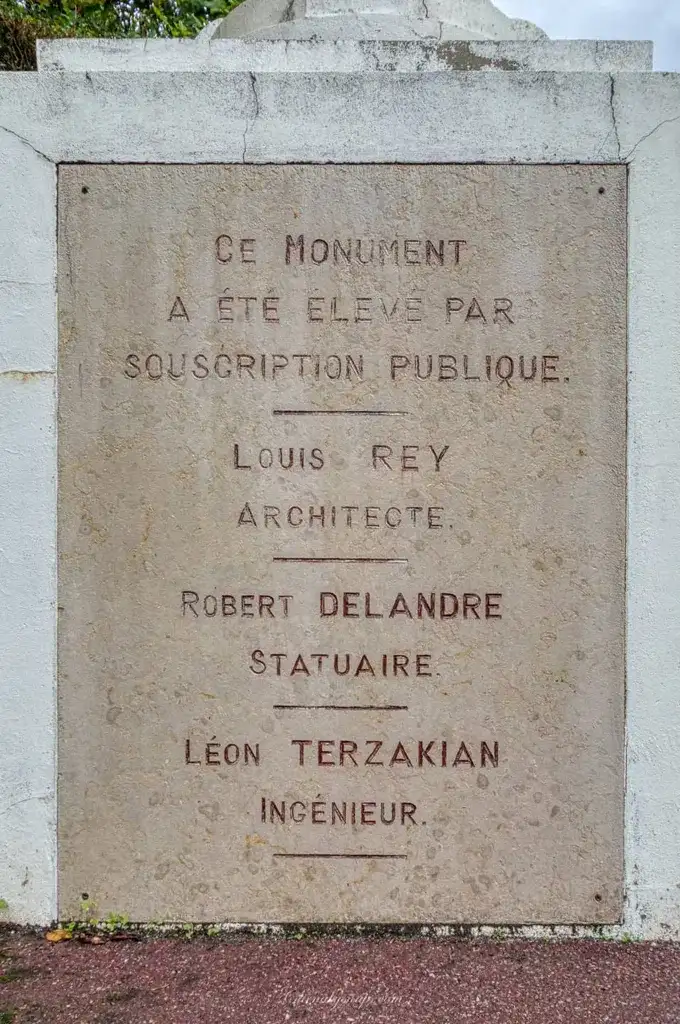 CE MONUMENT
A ÉTÉ ÉLEVÉ PAR
SOUSCRIPTION PUBLIQUE.
LOUIS REY
ARCHITECTE.
ROBERT DELANDRE
STATUAIRE.
LÉON TERZAKIAN
INGÉNIEUR.